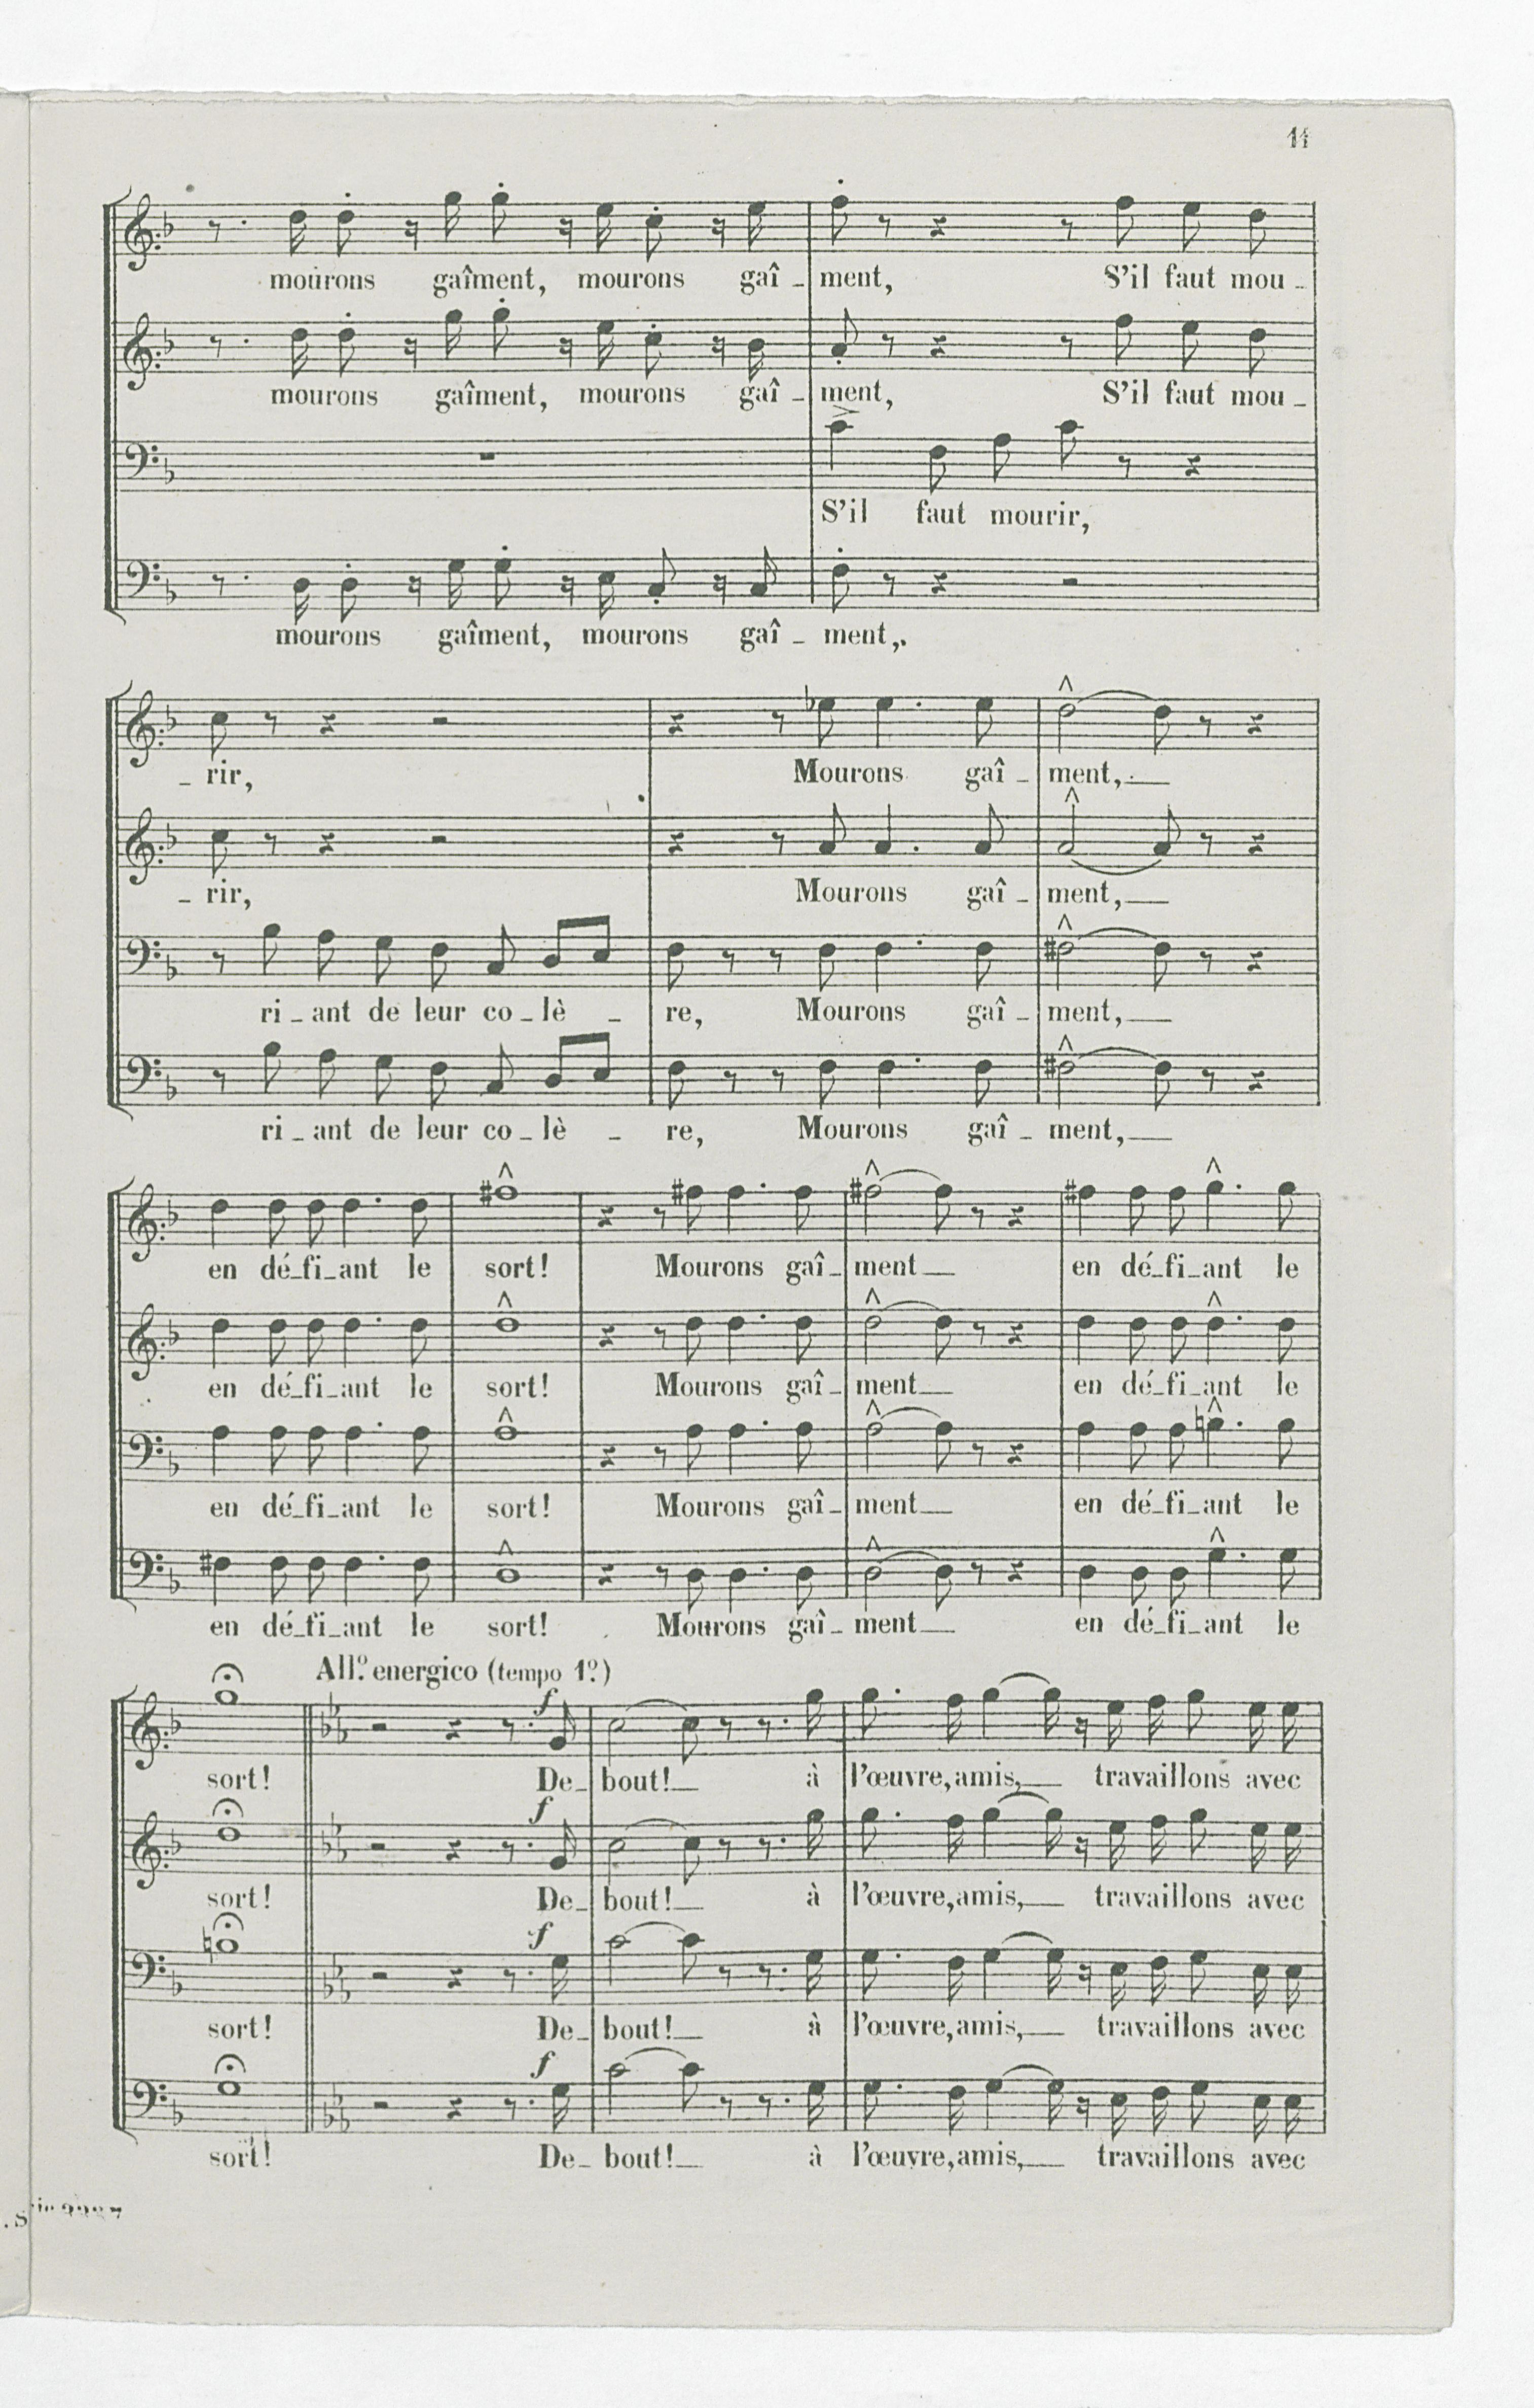 11
mourons gaîment, mourons gaî_ment, S'il faut mou_
mourons gaîment, mourons gaî_ment, S'il faut mou_
S'il faut mourir,
mourons gaîment, mourons gaî_ment,
_rir, Mourons gaî_ment,
_rir, Mourons gaî_ment,
ri_ant de leur co_lè_re, Mourons gaî_ment,
ri_ant de leur co_lè_re, Mourons gaî_ment,
en dé_fi_ant le sort! Mourons gaî_ment en dé_fi_ant le
en dé_fi_ant le sort! Mourons gaî_ment en dé_fi_ant le
en dé_fi_ant le sort! Mourons gaî_ment en dé_fi_ant le
en dé_fi_ant le sort! Mourons gaî_ment en dé_fi_ant le
All.º energico (tempo 1.º)
f
sort! De_bout! à l'œuvre, amis, travaillons avec
f
sort! De_bout! à l'œuvre, amis, travaillons avec
f
sort! De_bout! à l'œuvre, amis, travaillons avec
f
sort! De_bout! à l'œuvre, amis, travaillons avec